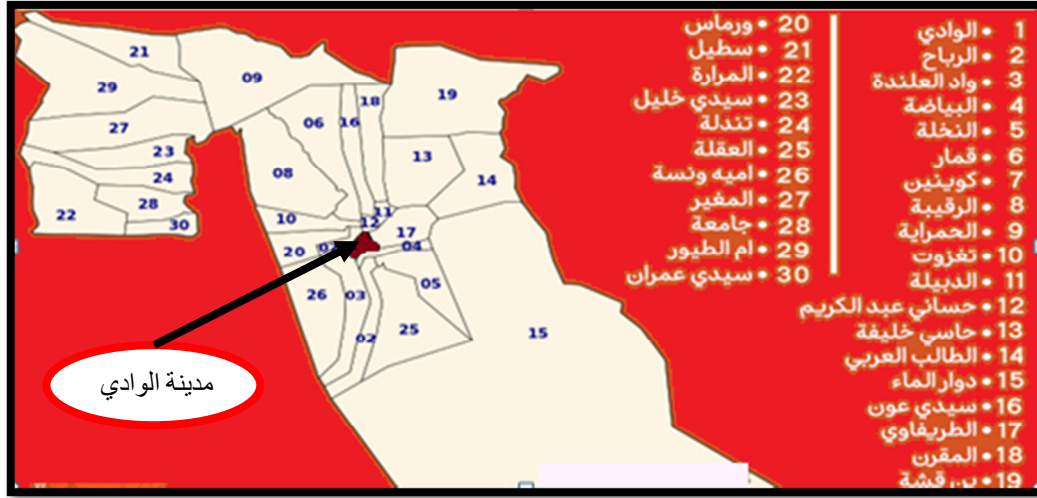 1 • الوادي
2 • الرباح
3 • واد العلندة
4 • البياضة
5 • النخلة
6 • قمار
7 • كوينين
8 • الرقيبة
9 • الحمراية
10 • تغزوت
11 • الدبيلة
12 • حساني عبد الكريم
13 • حاسي خليفة
14 • الطالب العربي
15 • دوار الماء
16 • سيدي عون
17 • الطريفاوي
18 • المقرن
19 • بن قشة
20 • ورماس
21 • سطيل
22 • المرارة
23 • سيدي خليل
24 • تندلة
25 • العقلة
26 • اميه ونسة
27 • المغير
28 • جامعة
29 • ام الطيور
30 • سيدي عمران
21
09
29
18
19
06
16
27
13
23
08
14
24
28
22
30
10
11
12
17
04
20
05
26
03
25
02
15
مدينة الوادي